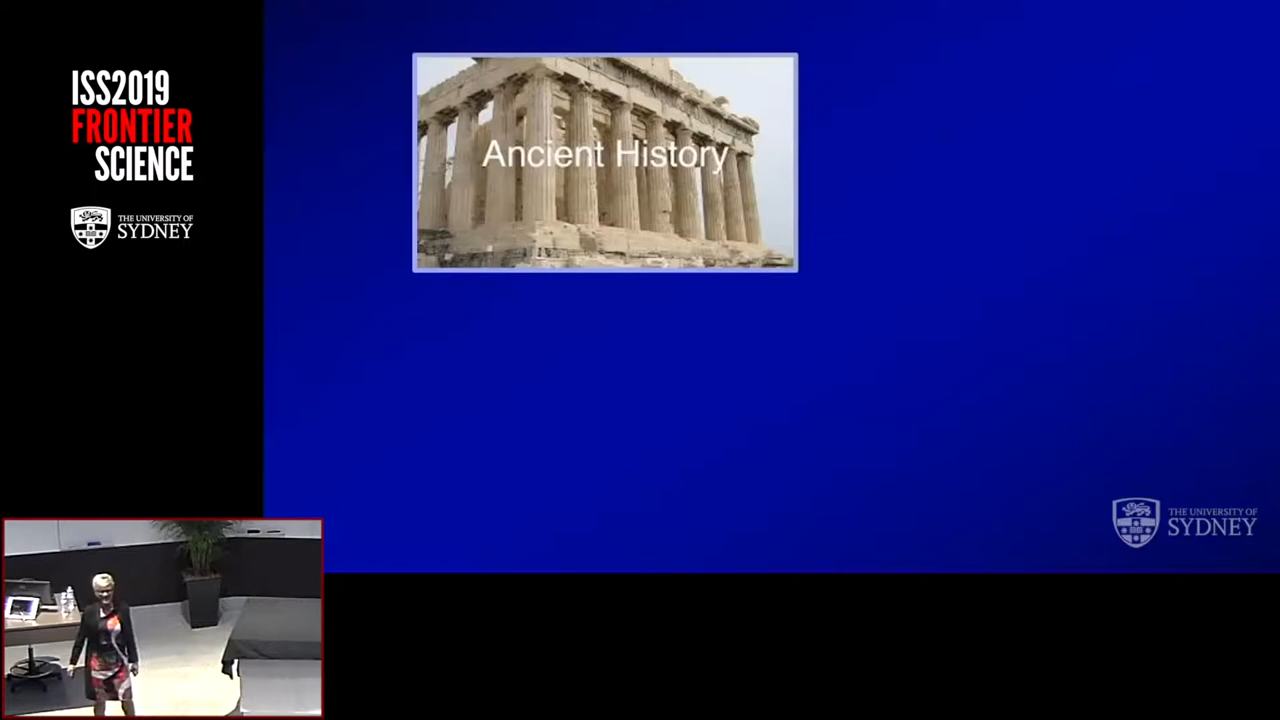 ISS2019
FRONTIER
SCIENCE
THE UNIVERSITY OF
SYDNEY
Ancient History
THE UNIVERSITY OF
SYDNEY